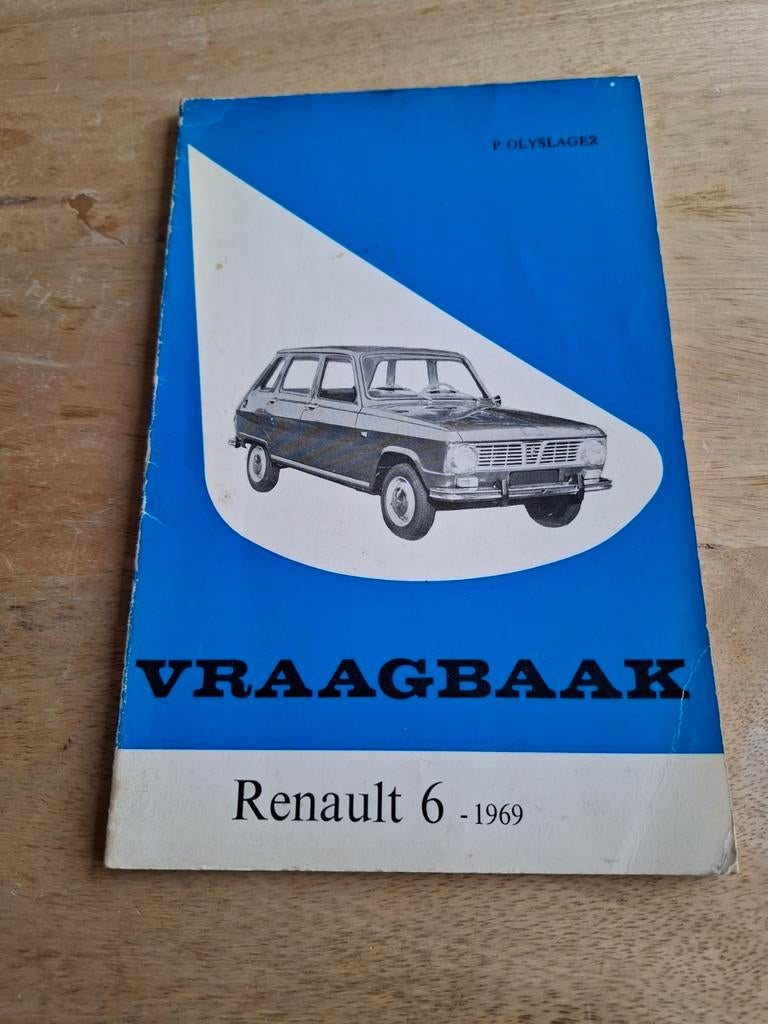 P. OLYSLAGER
VRAAGBAAK
Renault 6 - 1969